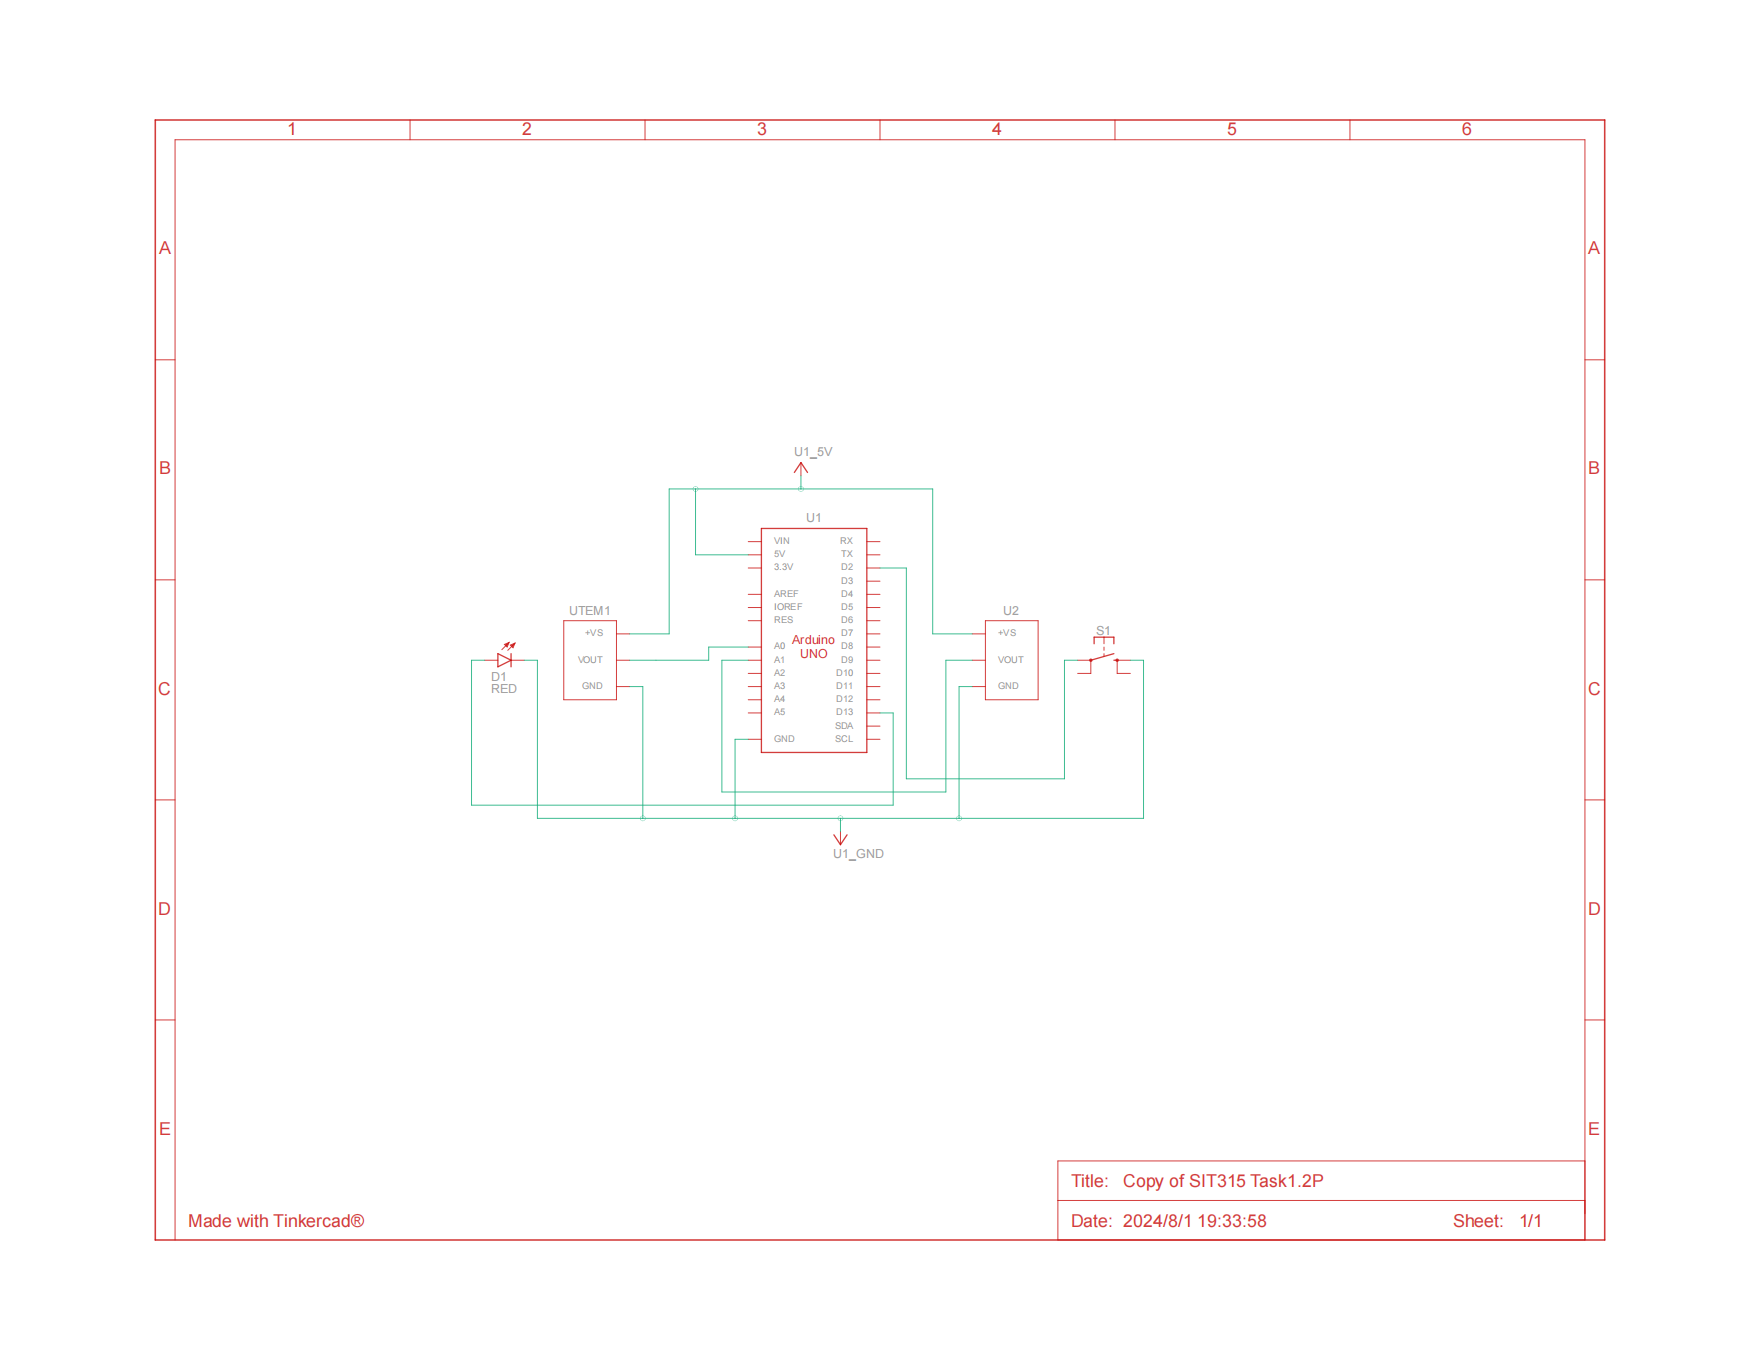 1 2 3 4 5 6
A A
U1_5V
B B
U1
VIN RX
5V TX
3.3V D2
D3
AREF D4
IOREF D5
RES D6
D7
A0 D8
A1 D9
A2 D10
A3 D11
A4 D12
A5 D13
SDA
GND SCL
Arduino
UNO
UTEM1
+VS
VOUT
GND
U2
+VS
VOUT
GND
S1
D1
RED
C C
U1_GND
D D
E E
Title: Copy of SIT315 Task1.2P
Made with Tinkercad®
Date: 2024/8/1 19:33:58 Sheet: 1/1